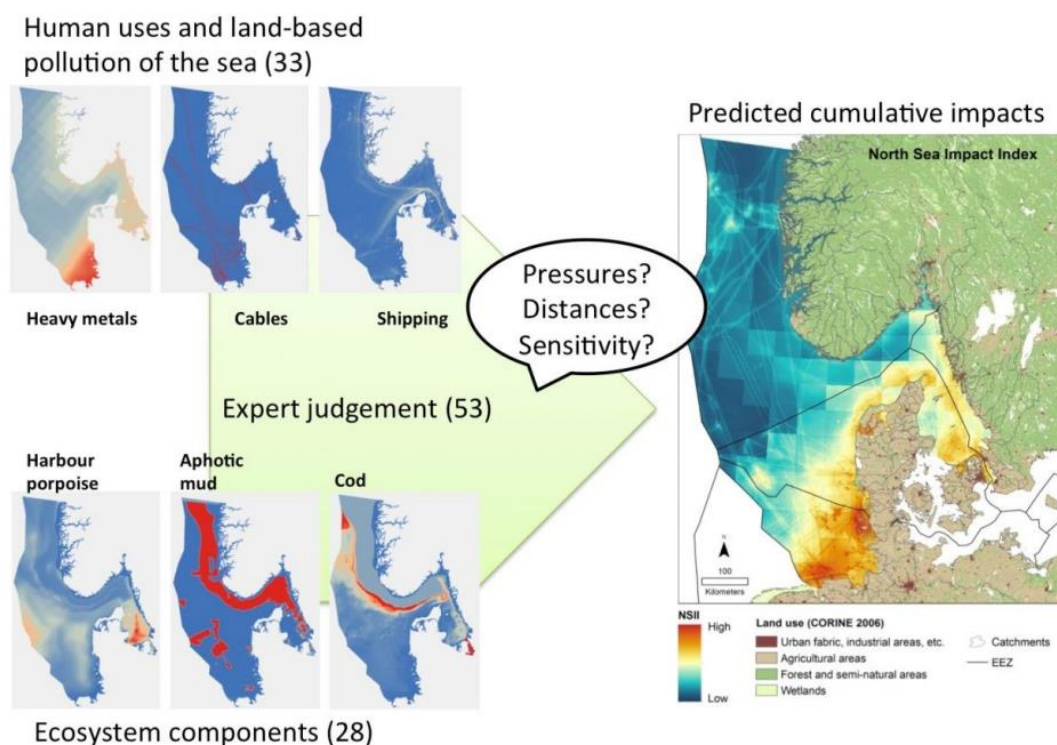 Human uses and land-based
pollution of the sea (33)
Heavy metals
Cables
Shipping
Pressures?
Distances?
Sensitivity?
Expert judgement (53)
Harbour
porpoise
Aphotic
mud
Cod
Ecosystem components (28)
Predicted cumulative impacts
North Sea Impact Index
N
100
Kilometers
NSII
High
Low
Land use (CORINE 2006)
Urban fabric, industrial areas, etc.
Agricultural areas
Forest and semi-natural areas
Wetlands
Catchments
EEZ